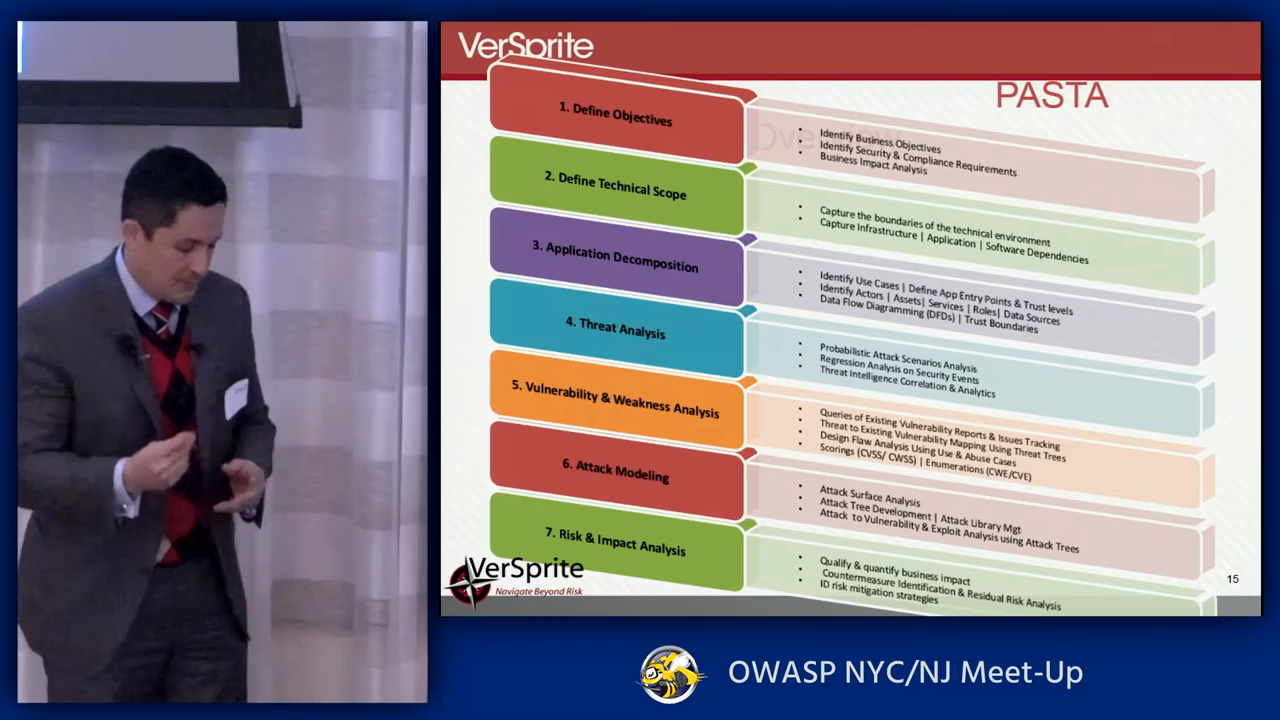 VerSprite
PASTA
Overview
1. Define Objectives
Identify Business Objectives
Identify Security & Compliance Requirements
Business Impact Analysis
2. Define Technical Scope
Capture the boundaries of the technical environment
Capture Infrastructure | Application | Software Dependencies
3. Application Decomposition
Identify Use Cases | Define App Entry Points & Trust levels
Identify Actors | Assets| Services | Roles| Data Sources
Data Flow Diagramming (DFDs) | Trust Boundaries
4. Threat Analysis
Probabilistic Attack Scenarios Analysis
Regression Analysis on Security Events
Threat Intelligence Correlation & Analytics
5. Vulnerability & Weakness Analysis
Queries of Existing Vulnerability Reports & Issues Tracking
Threat to Existing Vulnerability Mapping Using Threat Trees
Design Flaw Analysis Using Use & Abuse Cases
Scorings (CVSS/ CWSS) | Enumerations (CWE/CVE)
6. Attack Modeling
Attack Surface Analysis
Attack Tree Development | Attack Library Mgt
Attack to Vulnerability & Exploit Analysis using Attack Trees
7. Risk & Impact Analysis
Qualify & quantify business impact
Countermeasure Identification & Residual Risk Analysis
ID risk mitigation strategies
VerSprite
Navigate Beyond Risk
15
OWASP NYC/NJ Meet-Up